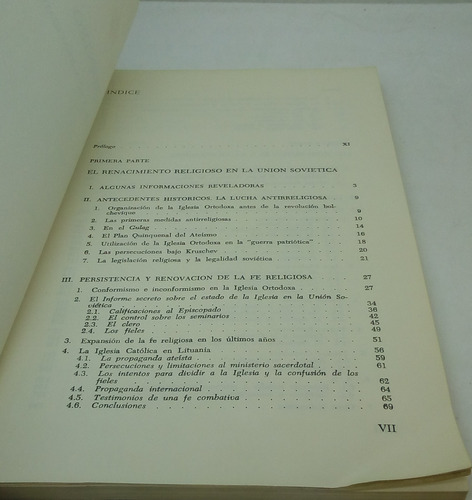 INDICE
Prólogo XI
PRIMERA PARTE
EL RENACIMIENTO RELIGIOSO EN LA UNION SOVIETICA
I. ALGUNAS INFORMACIONES REVELADORAS 3
II. ANTECEDENTES HISTORICOS. LA LUCHA ANTIRRELIGIOSA 9
1. Organización de la Iglesia Ortodoxa antes de la revolución bol-
chevique 9
2. Las primeras medidas antirreligiosas 10
3. En el Gulag 14
4. El Plan Quinquenal del Ateísmo 16
5. Utilización de la Iglesia Ortodoxa en la "guerra patriótica" 18
6. Las persecuciones bajo Kruschev 20
7. La legislación religiosa y la legalidad soviética 21
III. PERSISTENCIA Y RENOVACION DE LA FE RELIGIOSA 27
1. Conformismo e inconformismo en la Iglesia Ortodoxa 27
2. El Informe secreto sobre el estado de la Iglesia en la Unión So-
viética 34
2.1. Calificaciones al Episcopado 36
2.2. El control sobre los seminarios 42
2.3. El clero 45
2.4. Los fieles 49
3. Expansión de la fe religiosa en los últimos años 51
4. La Iglesia Católica en Lituania 56
4.1. La propaganda ateísta 59
4.2. Persecuciones y limitaciones al ministerio sacerdotal 61
4.3. Los intentos para dividir a la Iglesia y la confusión de los
fieles 62
4.4. Propaganda internacional 64
4.5. Testimonios de una fe combativa 65
4.6. Conclusiones 69
VII